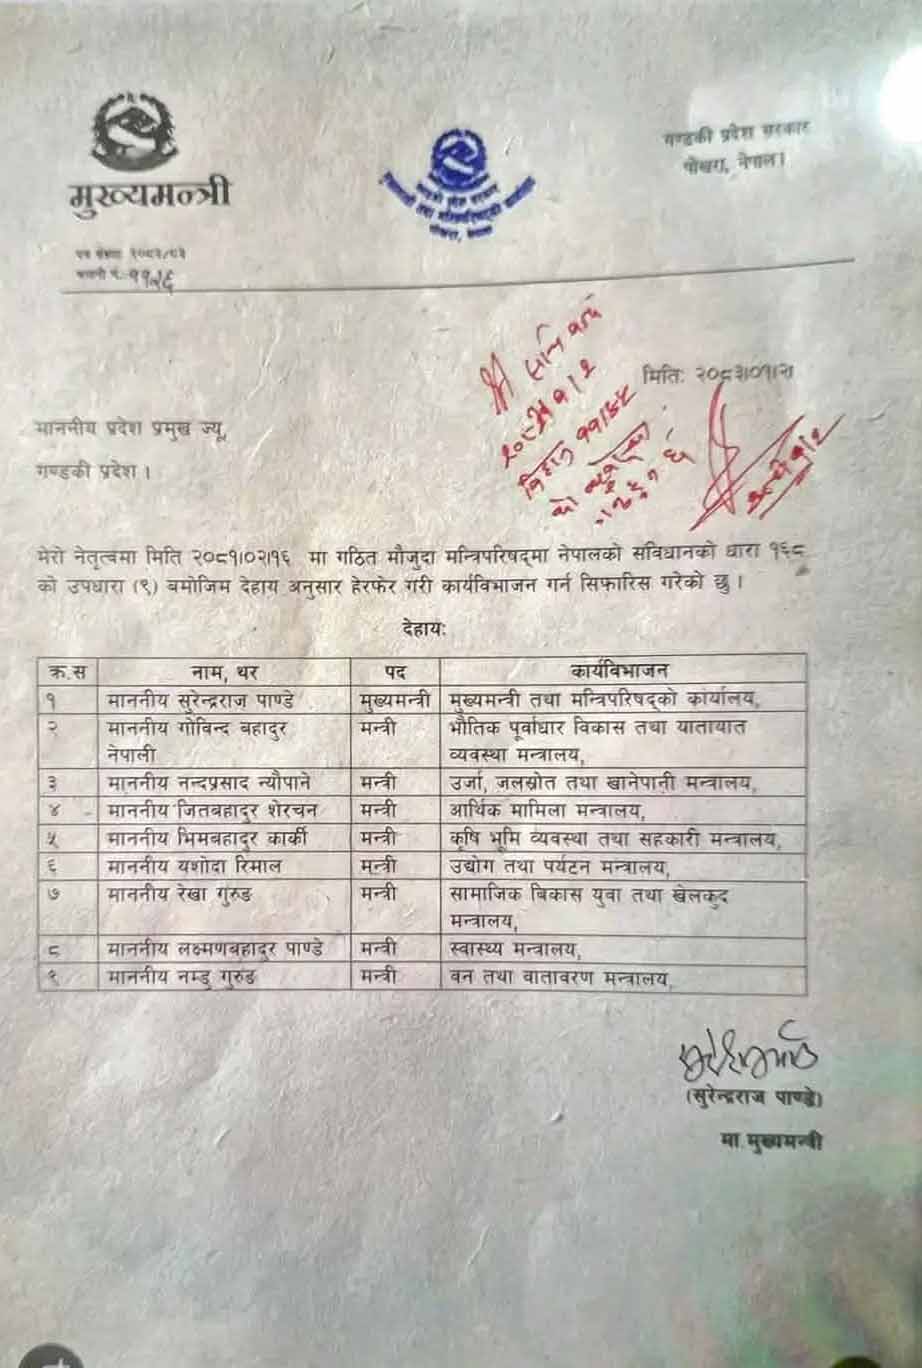 मुख्यमन्त्री
गण्डकी प्रदेश सरकार
पोखरा, नेपाल।
पत्र संख्याः २०८२/८३
चलानी नं.
मितिः २०८३।०१।२।
माननीय प्रदेश प्रमुख ज्यू,
गण्डकी प्रदेश ।
मेरो नेतृत्वमा मिति २०८१।०२।१६ मा गठित मौजुदा मन्त्रिपरिषद्‌मा नेपालको संविधानको धारा १६८
को उपधारा (९) बमोजिम देहाय अनुसार हेरफेर गरी कार्यविभाजन गर्न सिफारिस गरेको छु ।
देहायः
क्र.स नाम, थर पद कार्यविभाजन
१ माननीय सुरेन्द्रराज पाण्डे मुख्यमन्त्री मुख्यमन्त्री तथा मन्त्रिपरिषद्को कार्यालय,
२ माननीय गोविन्द बहादुर मन्त्री भौतिक पूर्वाधार विकास तथा यातायात
नेपाली व्यवस्था मन्त्रालय,
३ माननीय नन्दप्रसाद न्यौपाने मन्त्री उर्जा, जलस्रोत तथा खानेपानी मन्त्रालय,
४ माननीय जितबहादुर शेरचन मन्त्री आर्थिक मामिला मन्त्रालय,
५ माननीय भिमबहादुर कार्की मन्त्री कृषि भूमि व्यवस्था तथा सहकारी मन्त्रालय,
६ माननीय यशोदा रिमाल मन्त्री उद्योग तथा पर्यटन मन्त्रालय,
७ माननीय रेखा गुरुङ मन्त्री सामाजिक बिकास युवा तथा खेलकुद
मन्त्रालय,
८ माननीय लक्ष्मणबहादुर पाण्डे मन्त्री स्वास्थ्य मन्त्रालय,
९ माननीय नम्डु गुरुङ मन्त्री वन तथा वातावरण मन्त्रालय,
(सुरेन्द्रराज पाण्डे)
मा.मुख्यमन्त्री